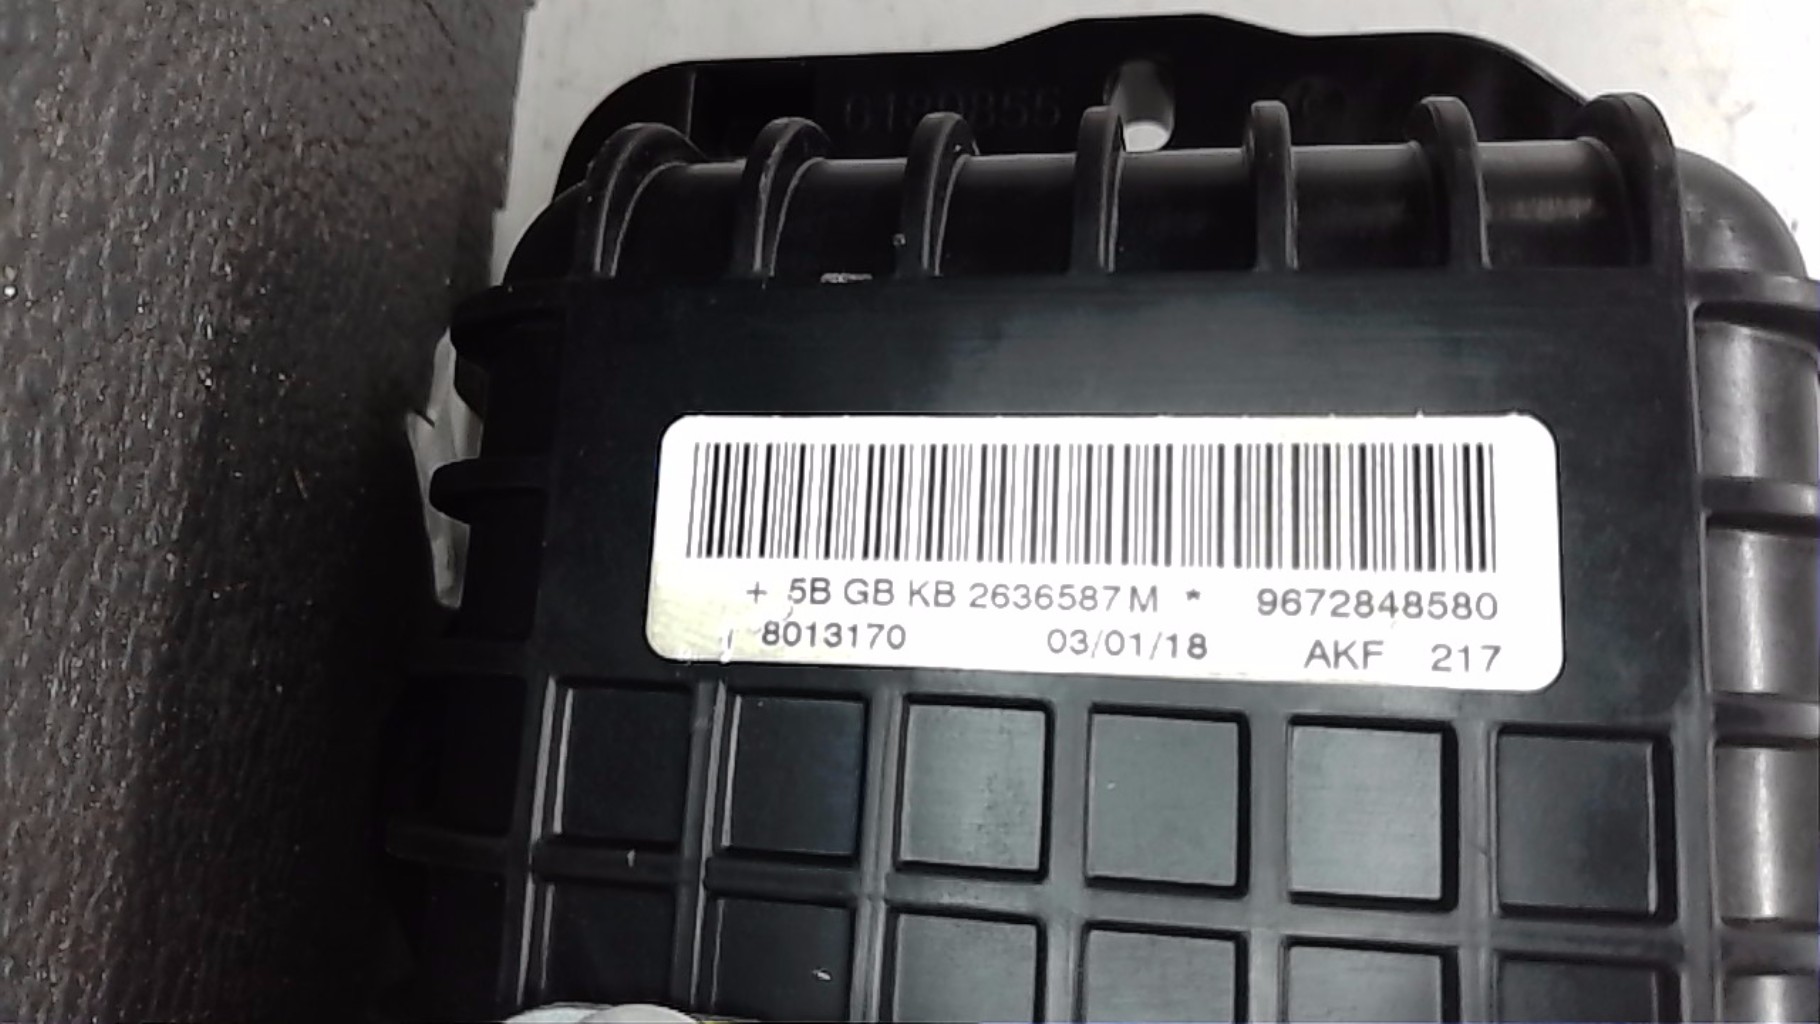 + 5B GB KB 2636587 M * 9672848580
8013170 03/01/18 AKF 217